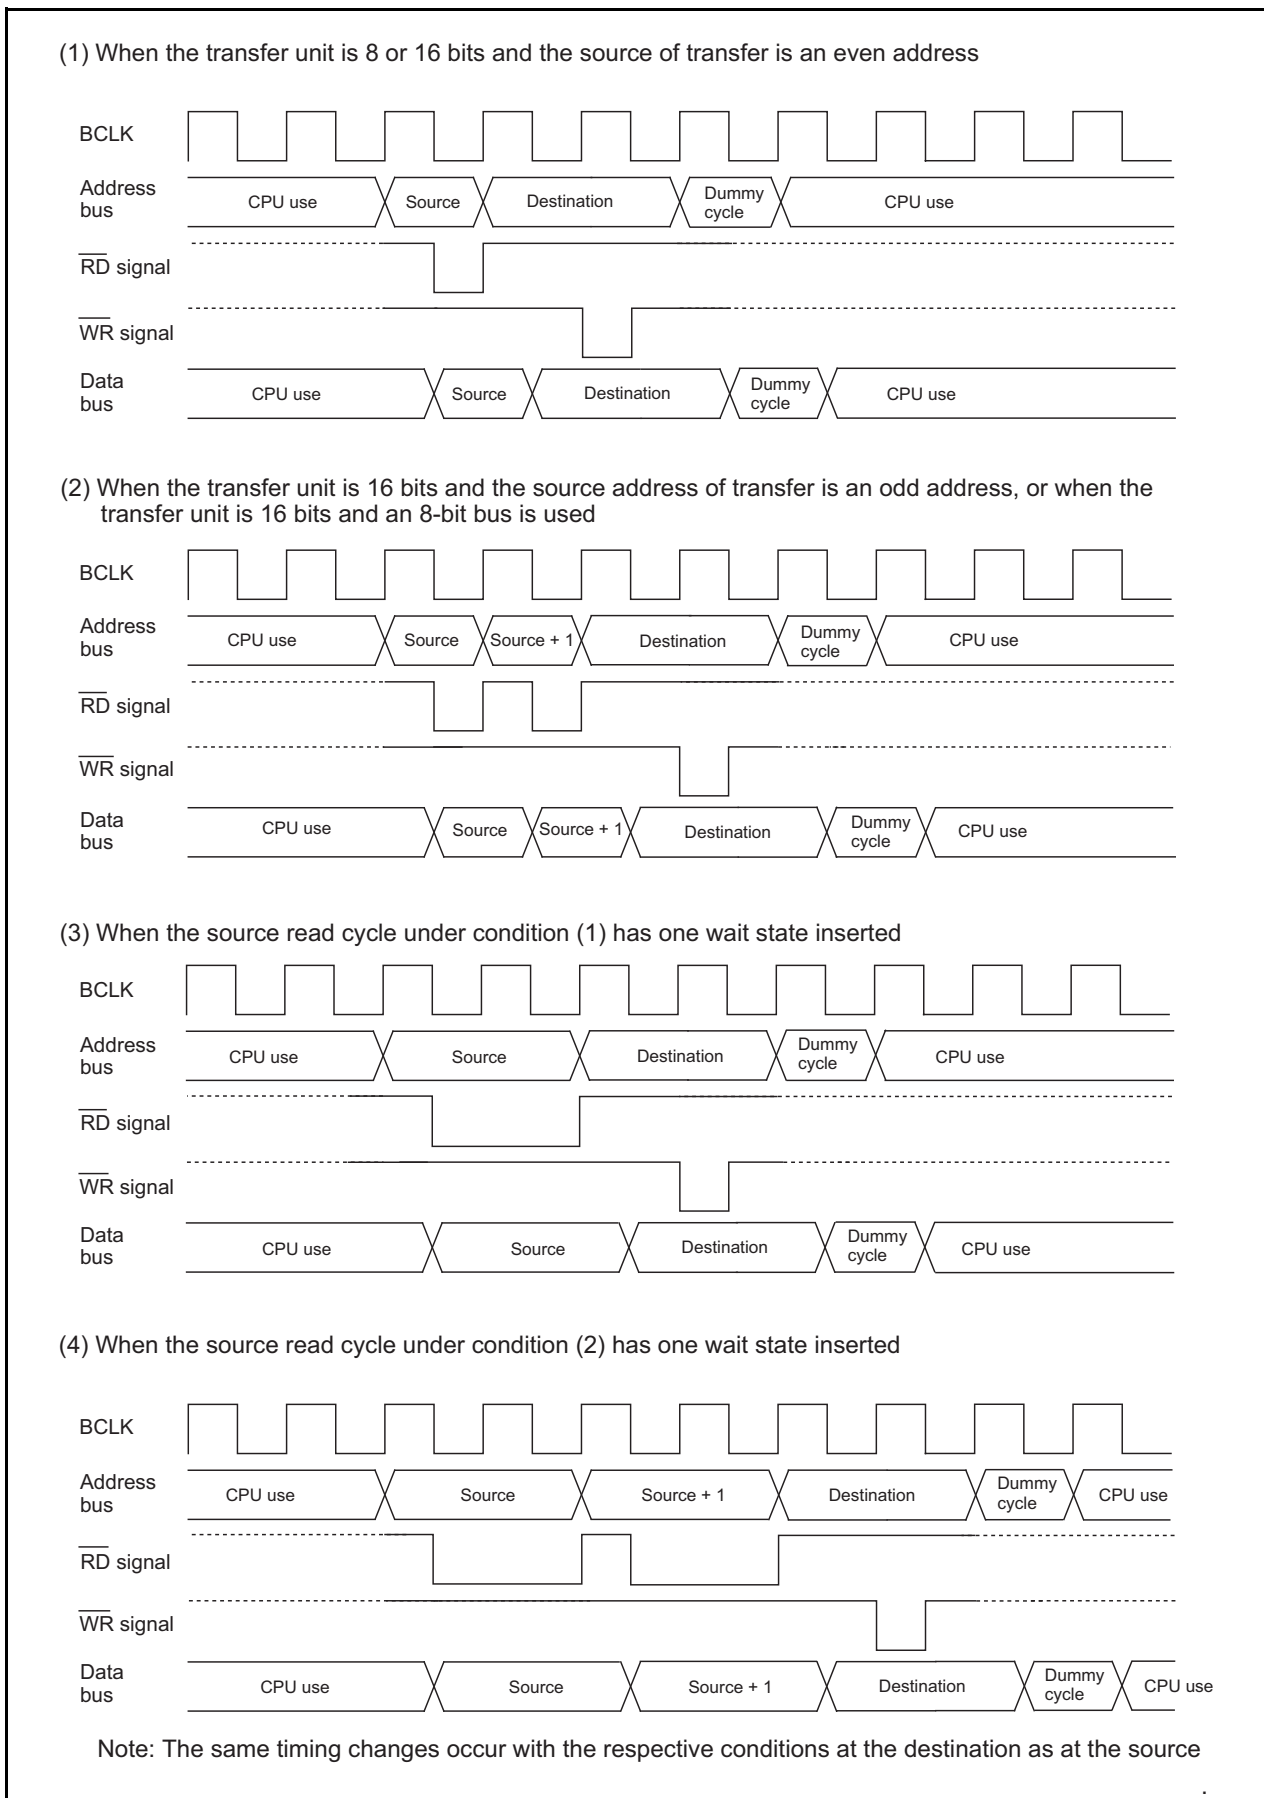 (1) When the transfer unit is 8 or 16 bits and the source of transfer is an even address
BCLK
Address
bus
CPU use
Source
Destination
Dummy
cycle
CPU use
RD signal
WR signal
Data
bus
CPU use
Source
Destination
Dummy
cycle
CPU use
(2) When the transfer unit is 16 bits and the source address of transfer is an odd address, or when the
transfer unit is 16 bits and an 8-bit bus is used
BCLK
Address
bus
CPU use
Source
Source + 1
Destination
Dummy
cycle
CPU use
RD signal
WR signal
Data
bus
CPU use
Source
Source + 1
Destination
Dummy
cycle
CPU use
(3) When the source read cycle under condition (1) has one wait state inserted
BCLK
Address
bus
CPU use
Source
Destination
Dummy
cycle
CPU use
RD signal
WR signal
Data
bus
CPU use
Source
Destination
Dummy
cycle
CPU use
(4) When the source read cycle under condition (2) has one wait state inserted
BCLK
Address
bus
CPU use
Source
Source + 1
Destination
Dummy
cycle
CPU use
RD signal
WR signal
Data
bus
CPU use
Source
Source + 1
Destination
Dummy
cycle
CPU use
Note: The same timing changes occur with the respective conditions at the destination as at the source
.